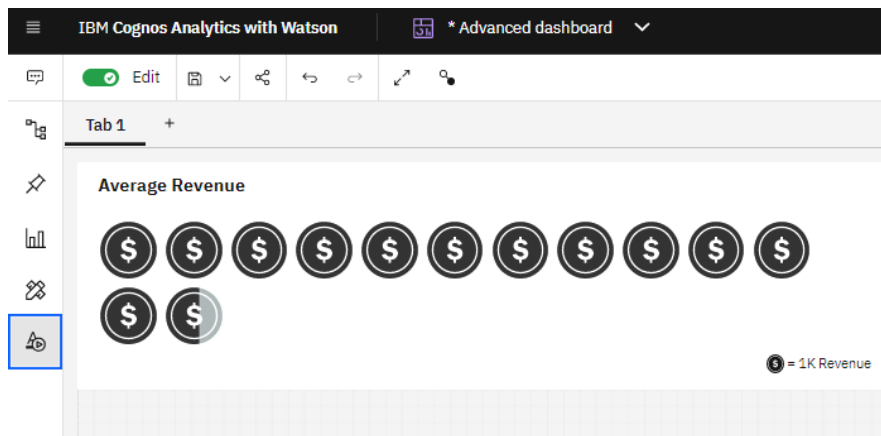 IBM Cognos Analytics with Watson
* Advanced dashboard
Edit
Tab 1 +
Average Revenue
$ $ $ $ $ $ $ $ $ $ $
$ $
$ = 1K Revenue